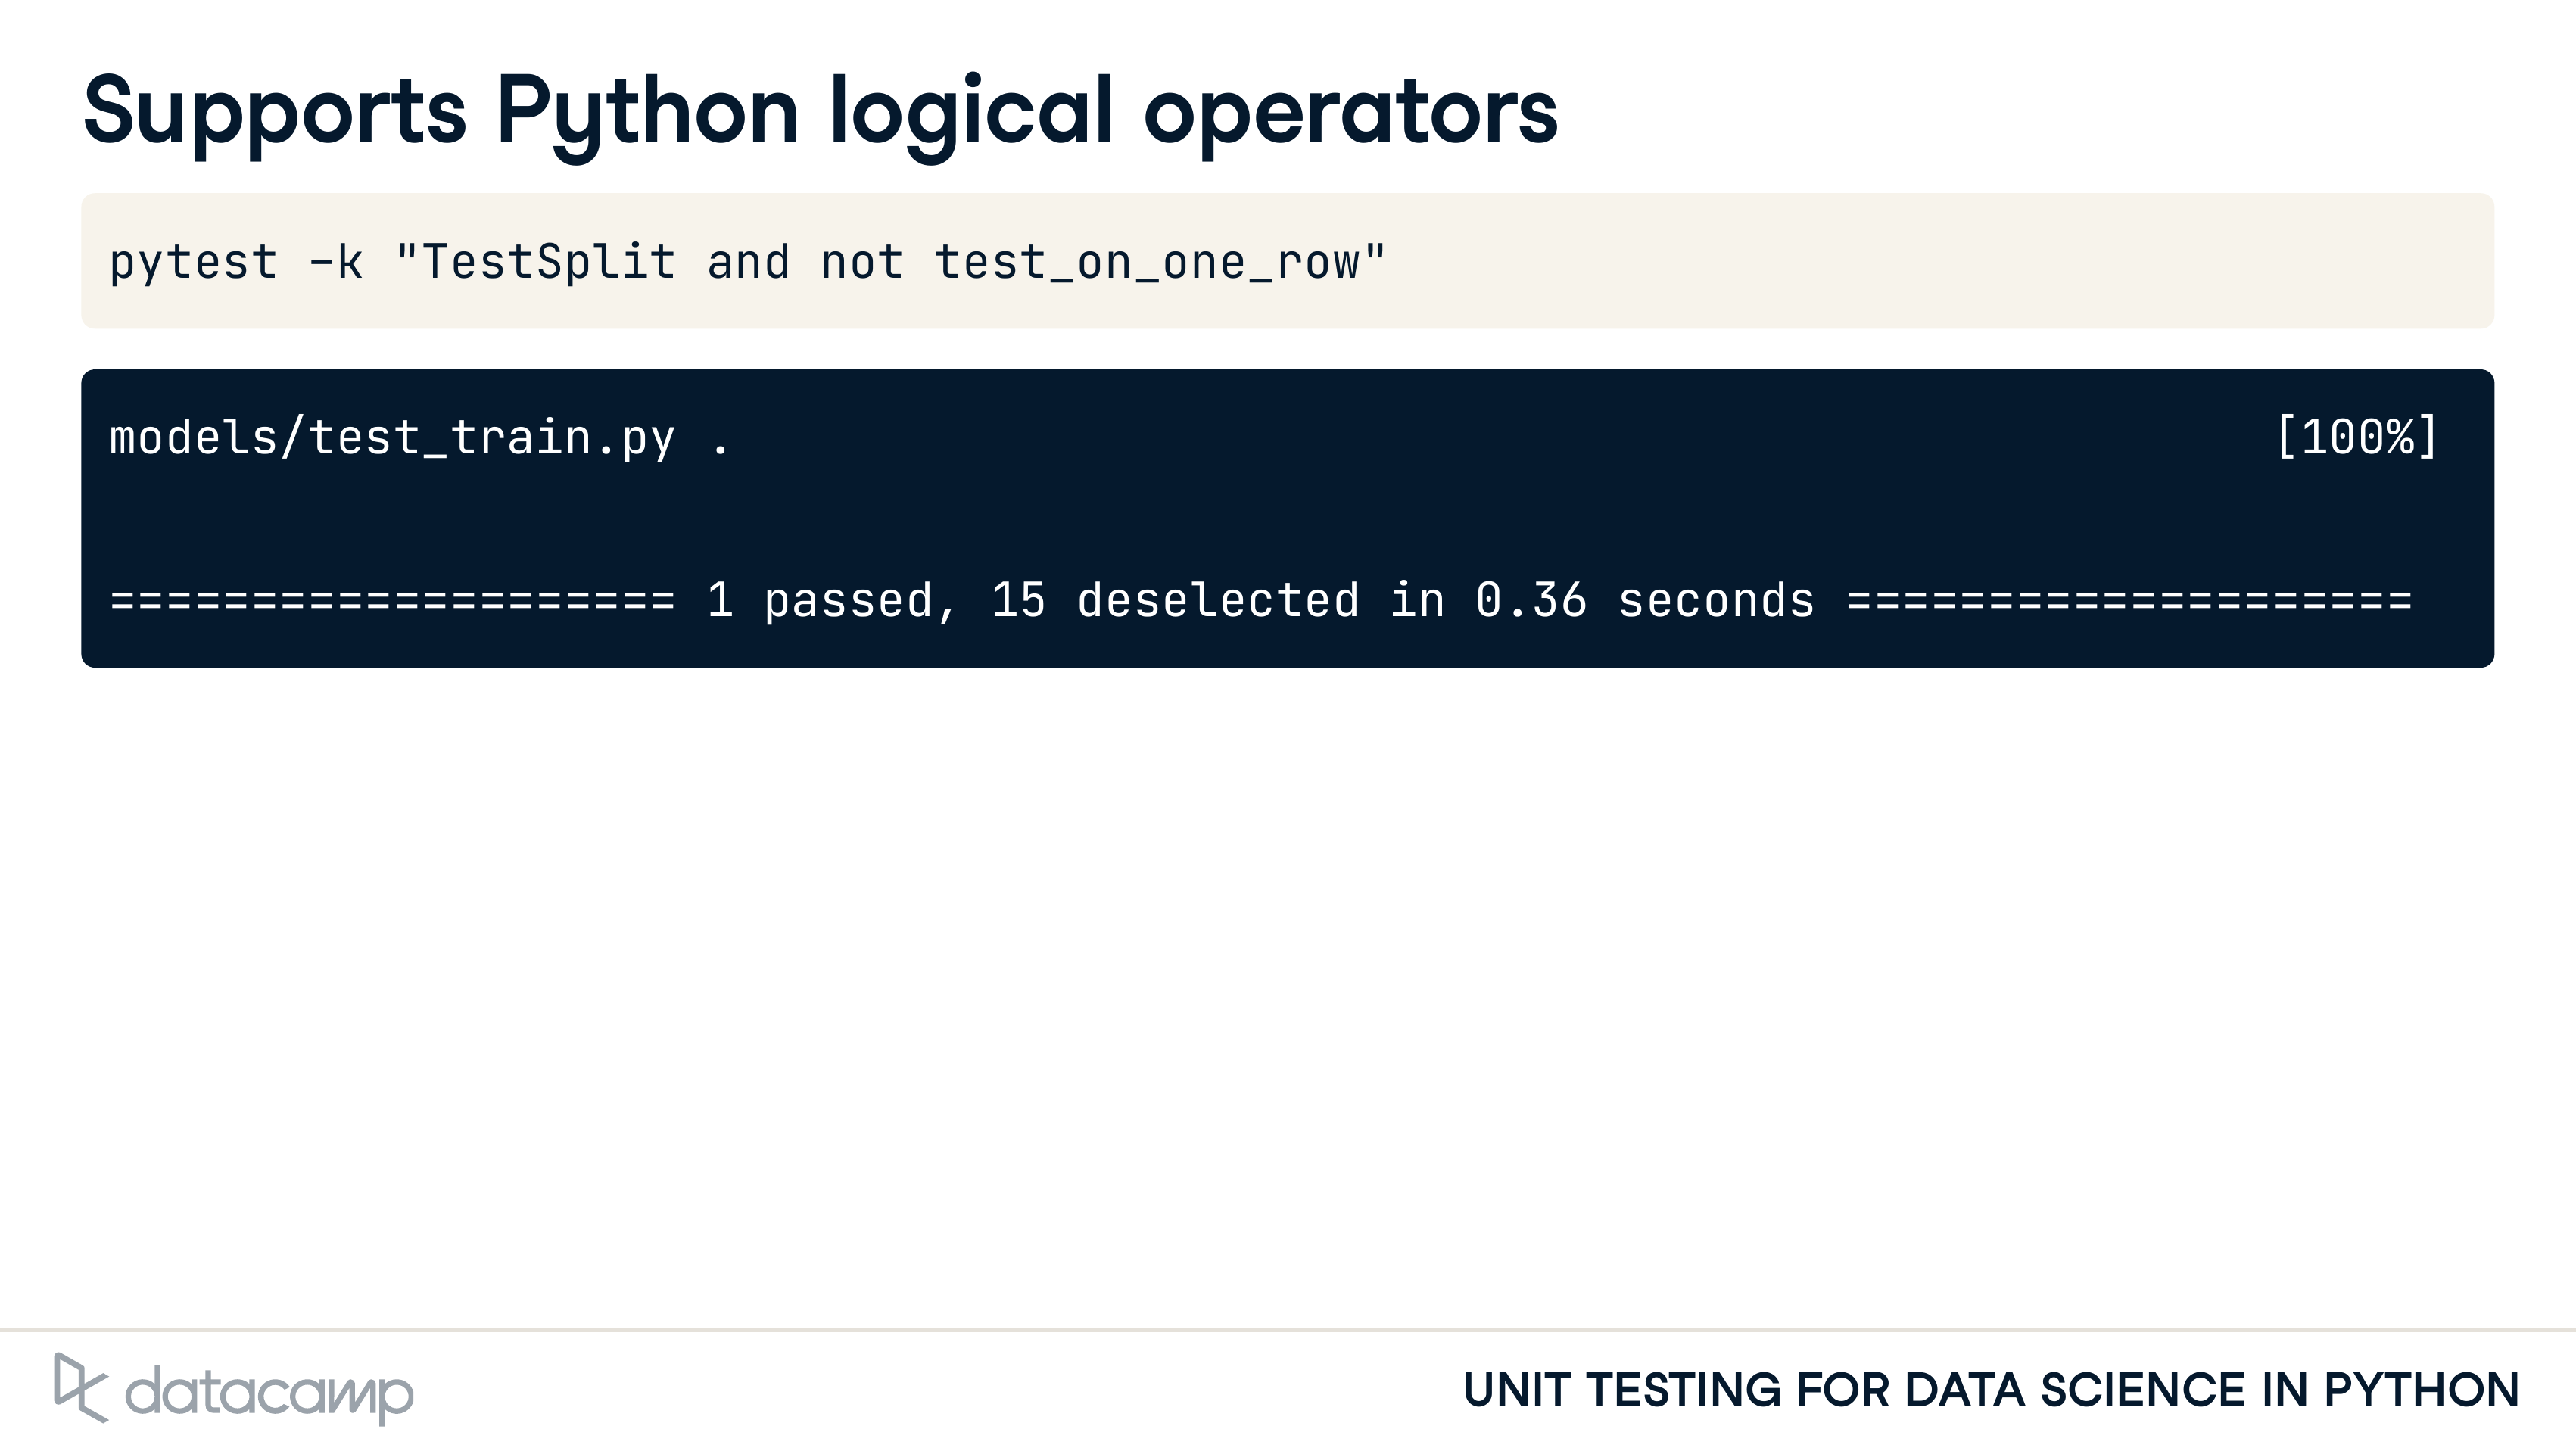 Supports Python logical operators
pytest -k "TestSplit and not test_on_one_row"
models/test_train.py . [100%]
==================== 1 passed, 15 deselected in 0.36 seconds ====================
datacamp
UNIT TESTING FOR DATA SCIENCE IN PYTHON